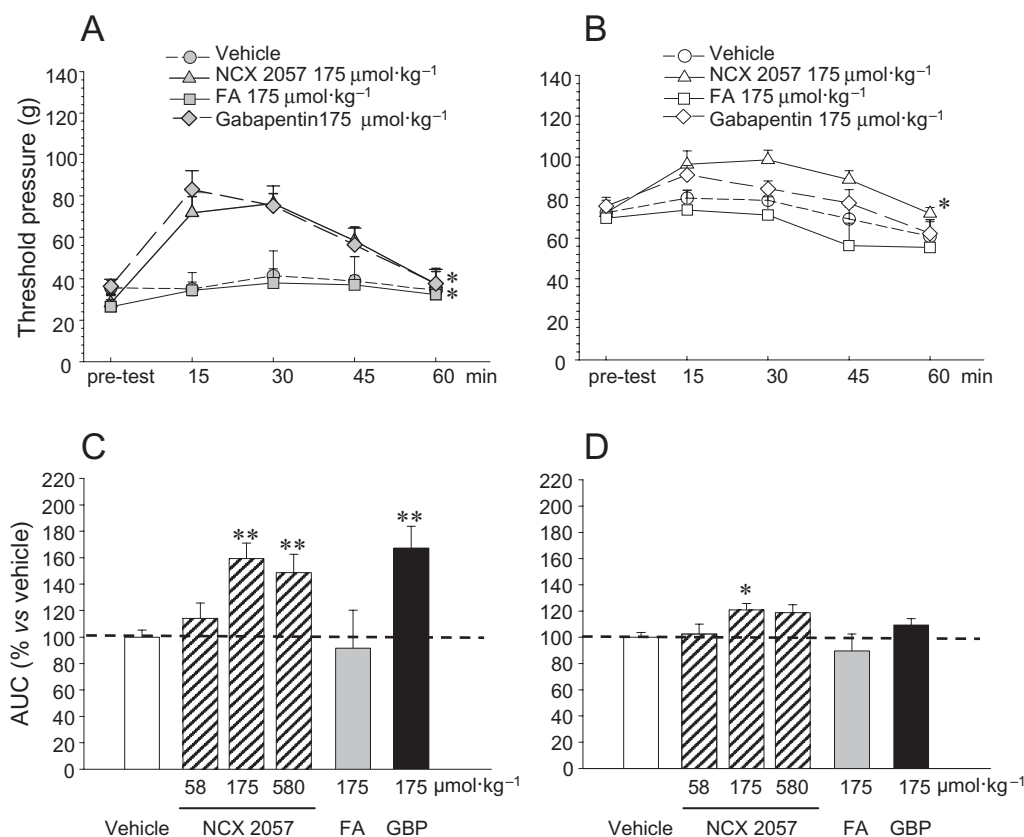 A
Vehicle
NCX 2057 175 μmol·kg⁻¹
FA 175 μmol·kg⁻¹
Gabapentin175 μmol·kg⁻¹
Threshold pressure (g)
140
120
100
80
60
40
20
0
*
*
pre-test 15 30 45 60 min
B
Vehicle
NCX 2057 175 μmol·kg⁻¹
FA 175 μmol·kg⁻¹
Gabapentin 175 μmol·kg⁻¹
140
120
100
80
60
40
20
0
*
pre-test 15 30 45 60 min
C
AUC (% vs vehicle)
220
200
180
160
140
120
100
80
60
40
20
0
** ** **
58 175 580 175 175 μmol·kg⁻¹
Vehicle NCX 2057 FA GBP
D
220
200
180
160
140
120
100
80
60
40
20
0
*
58 175 580 175 175 μmol·kg⁻¹
Vehicle NCX 2057 FA GBP